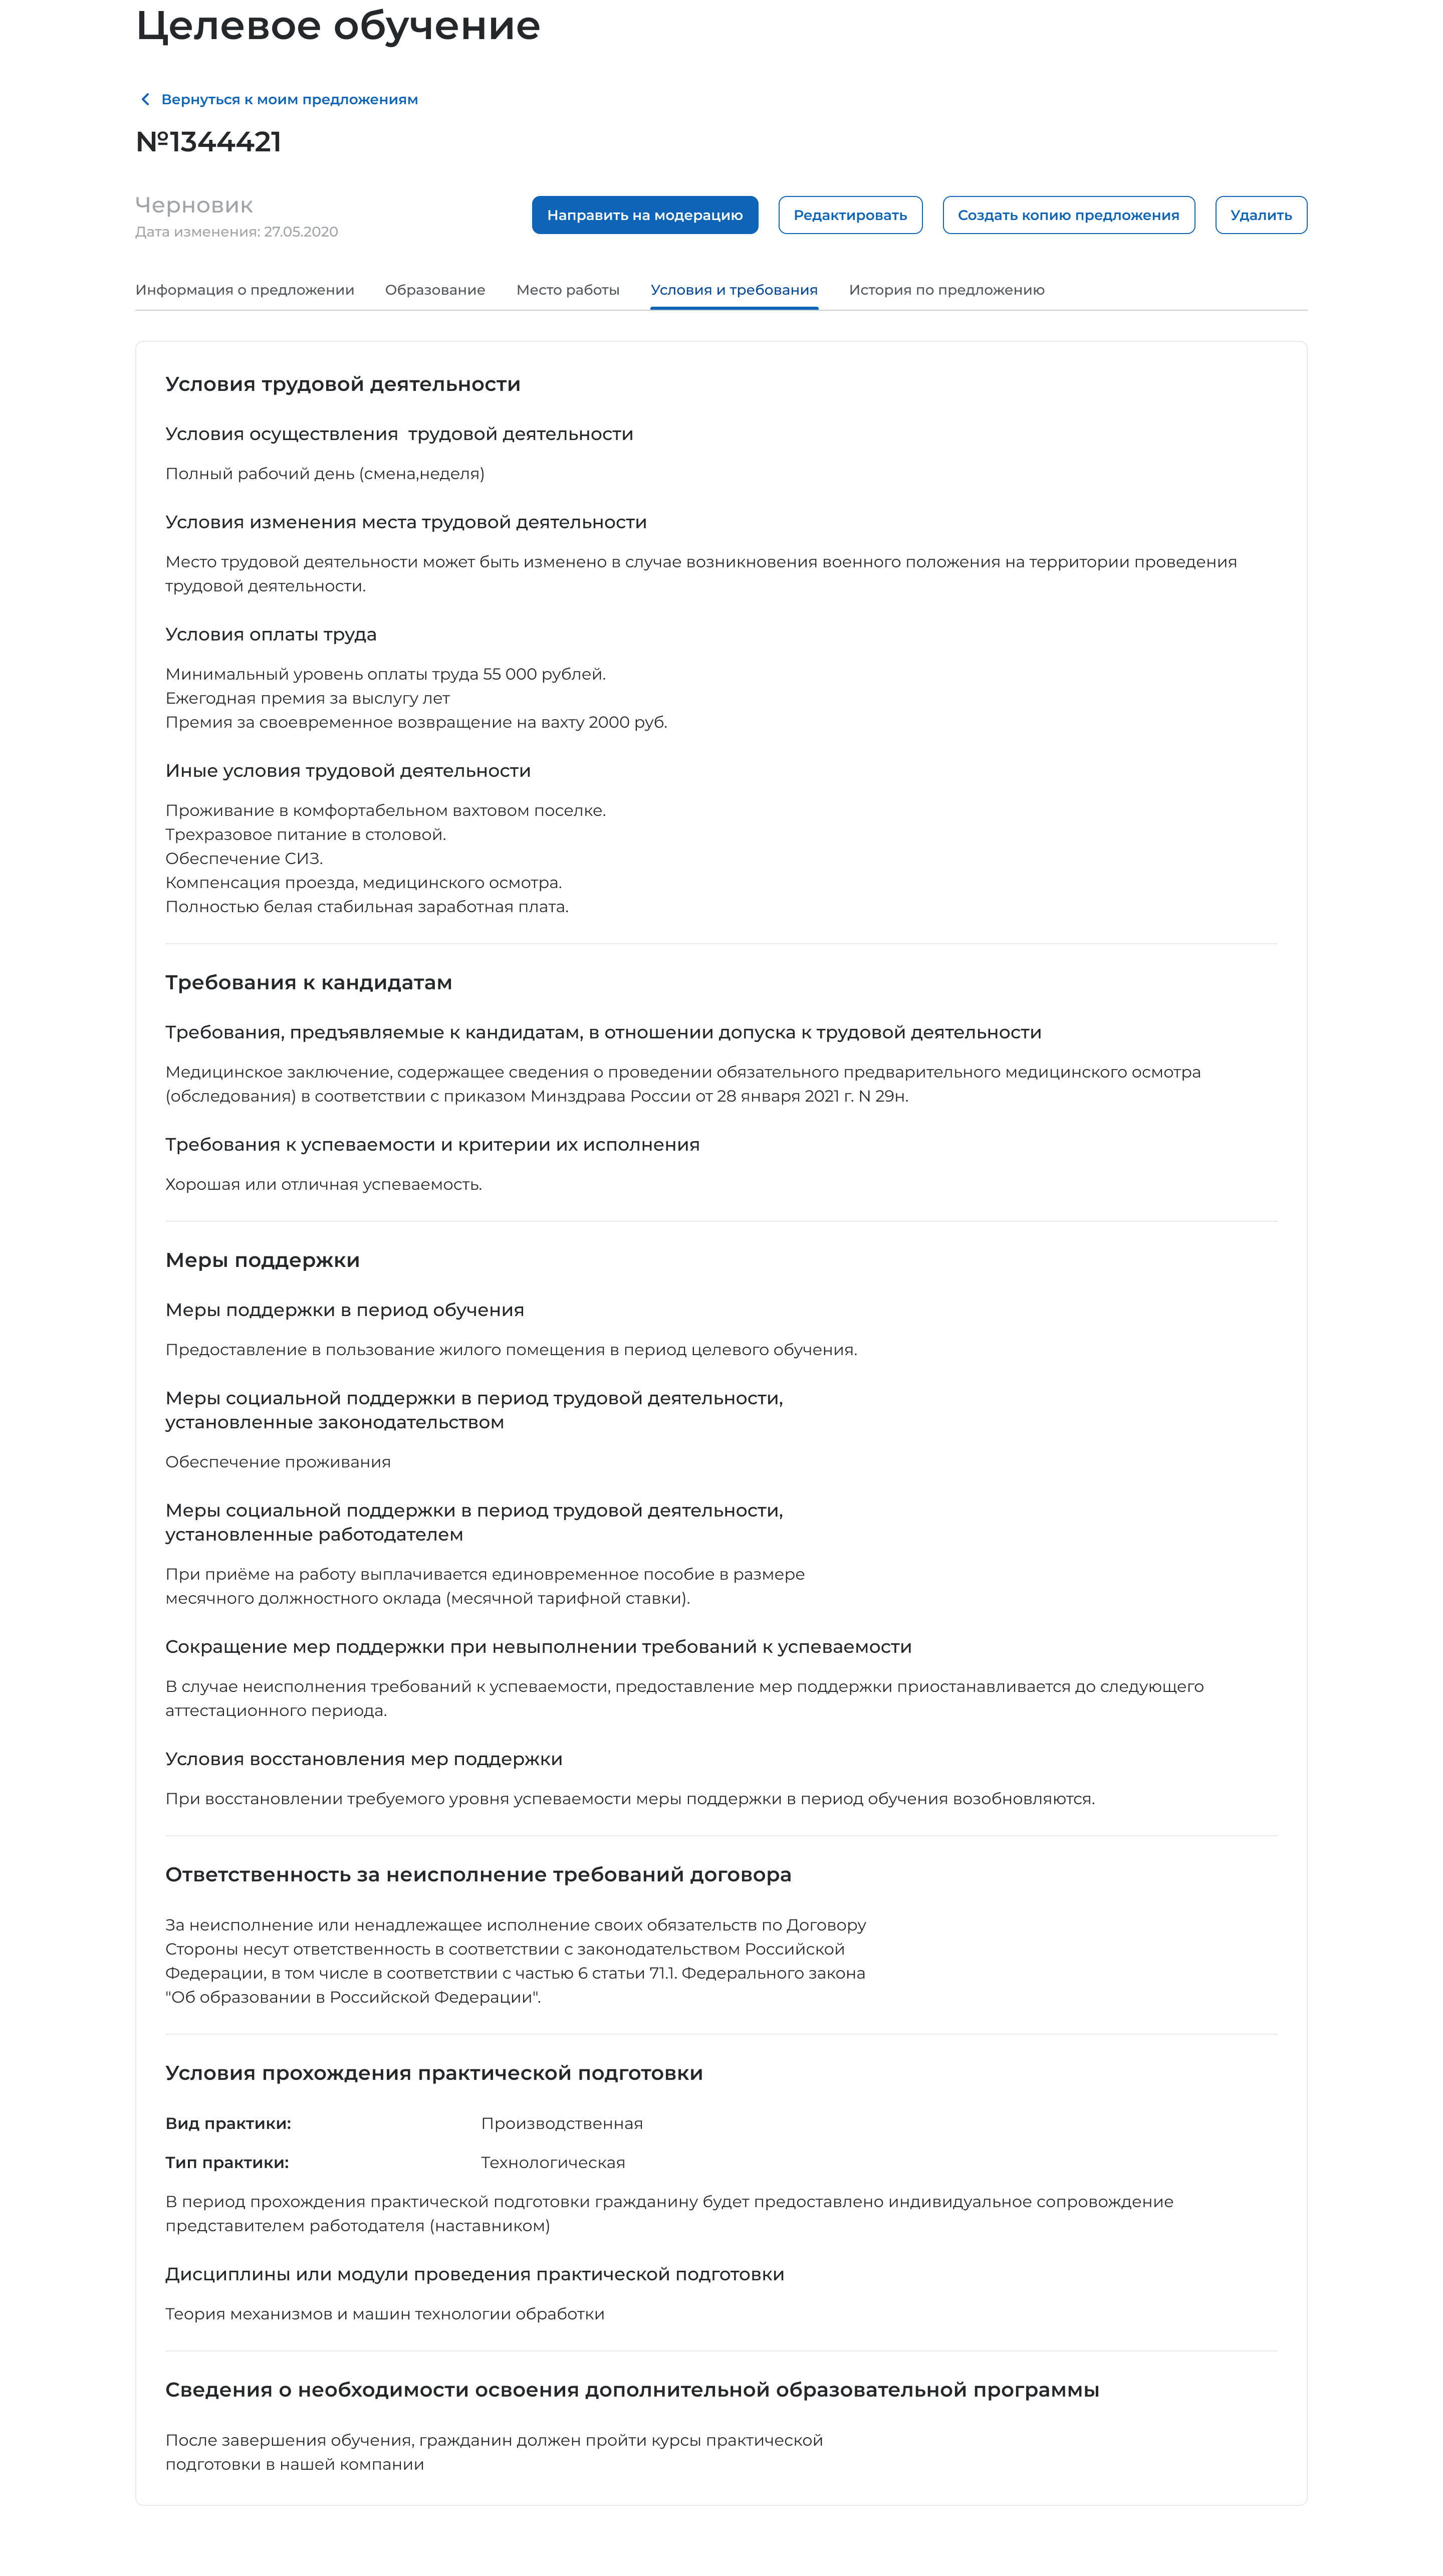 Целевое обучение
Вернуться к моим предложениям
№1344421
Черновик
Дата изменения: 27.05.2020
Направить на модерацию
Редактировать
Создать копию предложения
Удалить
Информация о предложении
Образование
Место работы
Условия и требования
История по предложению
Условия трудовой деятельности
Условия осуществления  трудовой деятельности
Полный рабочий день (смена,неделя)
Условия изменения места трудовой деятельности
Место трудовой деятельности может быть изменено в случае возникновения военного положения на территории проведения
трудовой деятельности.
Условия оплаты труда
Минимальный уровень оплаты труда 55 000 рублей.
Ежегодная премия за выслугу лет
Премия за своевременное возвращение на вахту 2000 руб.
Иные условия трудовой деятельности
Проживание в комфортабельном вахтовом поселке.
Трехразовое питание в столовой.
Обеспечение СИЗ.
Компенсация проезда, медицинского осмотра.
Полностью белая стабильная заработная плата.
Требования к кандидатам
Требования, предъявляемые к кандидатам, в отношении допуска к трудовой деятельности
Медицинское заключение, содержащее сведения о проведении обязательного предварительного медицинского осмотра
(обследования) в соответствии с приказом Минздрава России от 28 января 2021 г. N 29н.
Требования к успеваемости и критерии их исполнения
Хорошая или отличная успеваемость.
Меры поддержки
Меры поддержки в период обучения
Предоставление в пользование жилого помещения в период целевого обучения.
Меры социальной поддержки в период трудовой деятельности,
установленные законодательством
Обеспечение проживания
Меры социальной поддержки в период трудовой деятельности,
установленные работодателем
При приёме на работу выплачивается единовременное пособие в размере
месячного должностного оклада (месячной тарифной ставки).
Сокращение мер поддержки при невыполнении требований к успеваемости
В случае неисполнения требований к успеваемости, предоставление мер поддержки приостанавливается до следующего
аттестационного периода.
Условия восстановления мер поддержки
При восстановлении требуемого уровня успеваемости меры поддержки в период обучения возобновляются.
Ответственность за неисполнение требований договора
За неисполнение или ненадлежащее исполнение своих обязательств по Договору
Стороны несут ответственность в соответствии с законодательством Российской
Федерации, в том числе в соответствии с частью 6 статьи 71.1. Федерального закона
"Об образовании в Российской Федерации".
Условия прохождения практической подготовки
Вид практики: Производственная
Тип практики: Технологическая
В период прохождения практической подготовки гражданину будет предоставлено индивидуальное сопровождение
представителем работодателя (наставником)
Дисциплины или модули проведения практической подготовки
Теория механизмов и машин технологии обработки
Сведения о необходимости освоения дополнительной образовательной программы
После завершения обучения, гражданин должен пройти курсы практической
подготовки в нашей компании